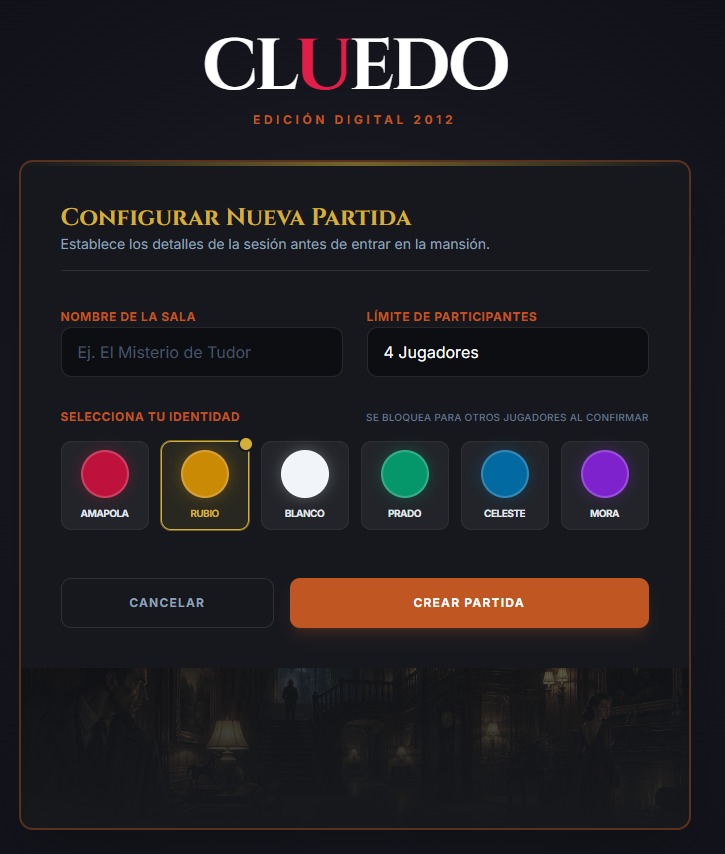 CLUEDO
EDICIÓN DIGITAL 2012
Configurar Nueva Partida
Establece los detalles de la sesión antes de entrar en la mansión.
NOMBRE DE LA SALA
LÍMITE DE PARTICIPANTES
Ej. El Misterio de Tudor
4 Jugadores
SELECCIONA TU IDENTIDAD
SE BLOQUEA PARA OTROS JUGADORES AL CONFIRMAR
AMAPOLA
RUBIO
BLANCO
PRADO
CELESTE
MORA
CANCELAR
CREAR PARTIDA